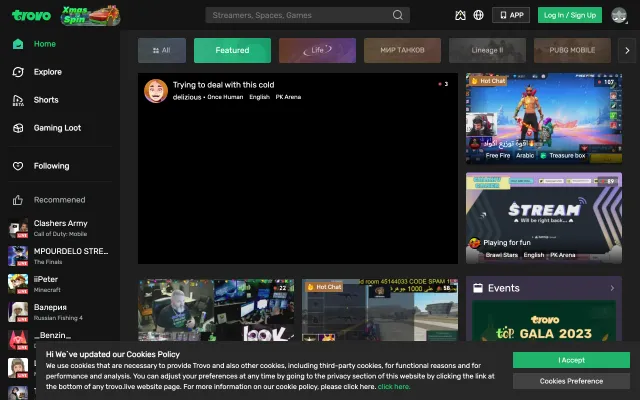 trovo
Xmas
Spin
Streamers, Spaces, Games
APP
Log In / Sign Up
Home
Explore
BETA
Shorts
Gaming Loot
Following
Recommened
Clashers Army
Call of Duty: Mobile
LIVE
MPOURDELO STRE...
The Finals
LIVE
iiPeter
Minecraft
LIVE
Валерия
Russian Fishing 4
LIVE
_Benzin_
LIVE
All
Featured
Life
МИР ТАНКОВ
Lineage II
PUBG MOBILE
Trying to deal with this cold
delizious • Once Human English PK Arena
3
Hot Chat
107
Free Fire Arabic Treasure box
89
STREAM
Will be right back...
Playing for fun
Brawl Stars English PK Arena
22
Hot Chat
d room 45144033 CODE SPAM
58
Events
trovo
GALA 2023
Hi We`ve updated our Cookies Policy
We use cookies that are necessary to provide Trovo and also other cookies, including third-party cookies, for functional reasons and for
performance and analysis. You can adjust your preferences at any time by going to the privacy section of this website by clicking the link at
the bottom of any trovo.live website page. For more information on our cookie policy, please click here. click here.
I Accept
Cookies Preference